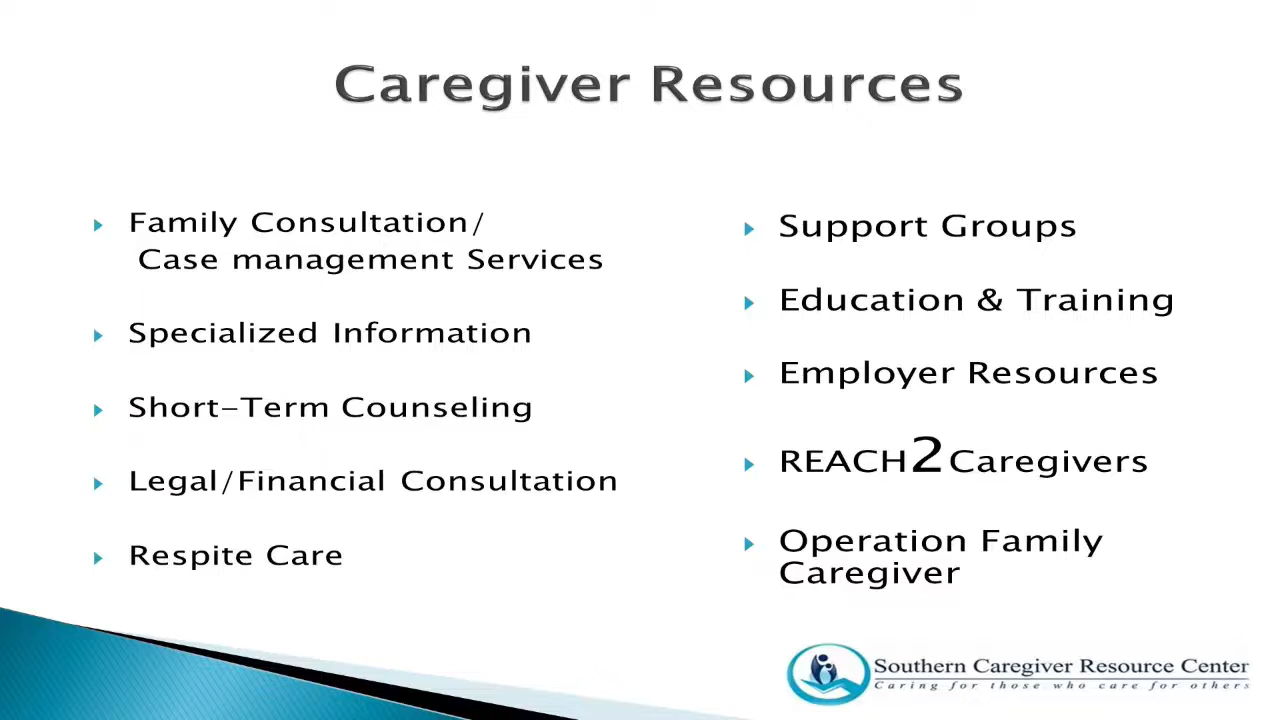 Caregiver Resources
Family Consultation/
Case management Services
Specialized Information
Short-Term Counseling
Legal/Financial Consultation
Respite Care
Support Groups
Education & Training
Employer Resources
REACH2Caregivers
Operation Family
Caregiver
Southern Caregiver Resource Center
Caring for those who care for others